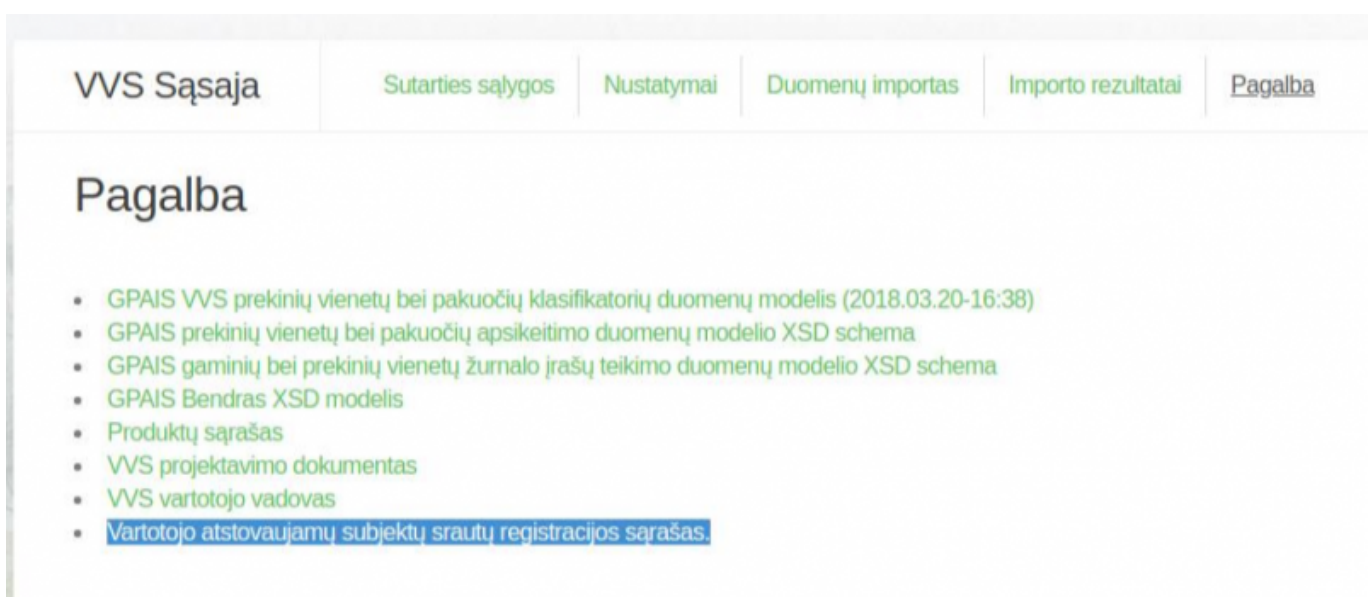 VVS Sąsaja Sutarties sąlygos Nustatymai Duomenų importas Importo rezultatai Pagalba
Pagalba
GPAIS VVS prekinių vienetų bei pakuočių klasifikatorių duomenų modelis (2018.03.20-16:38)
GPAIS prekinių vienetų bei pakuočių apsikeitimo duomenų modelio XSD schema
GPAIS gaminių bei prekinių vienetų žurnalo įrašų teikimo duomenų modelio XSD schema
GPAIS Bendras XSD modelis
Produktų sąrašas
VVS projektavimo dokumentas
VVS vartotojo vadovas
Vartotojo atstovaujamų subjektų srautų registracijos sąrašas.